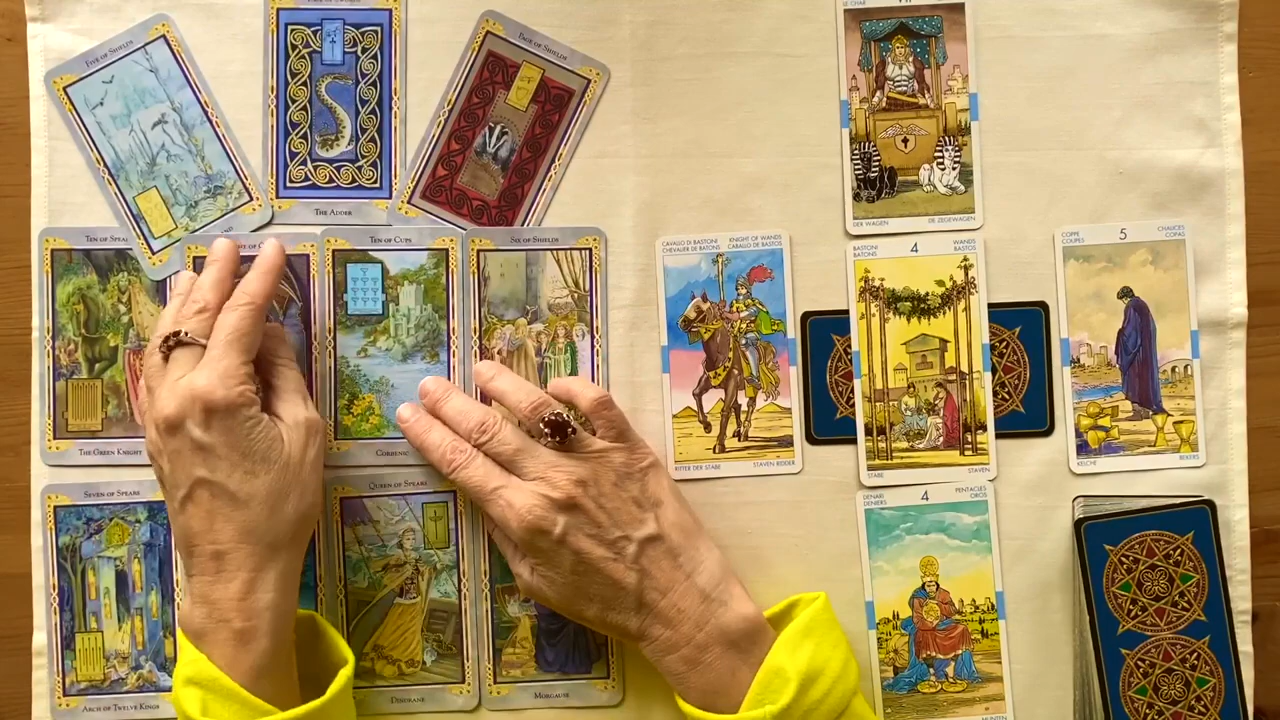 FIVE OF SHIELDS
THE ADDER
PAGE OF SHIELDS
TEN OF SPEARS
THE GREEN KNIGHT
TEN OF CUPS
CORBENIC
SIX OF SHIELDS
SEVEN OF SPEARS
ARCH OF TWELVE KINGS
QUEEN OF SPEARS
DINDRANE
MORGAUSE
LE CHAR
DER WAGEN
DE ZEGEWAGEN
CAVALLO DI BASTONI
CHEVALIER DE BATONS
KNIGHT OF WANDS
CABALLO DE BASTOS
RITTER DER STABE
STAVEN RIDDER
BASTONI
BATONS
4
WANDS
BASTOS
STABE
STAVEN
COPPE
COUPES
5
CHALICES
COPAS
KELCHE
BEKERS
DENARI
DENIERS
4
PENTACLES
OROS
MUNTEN